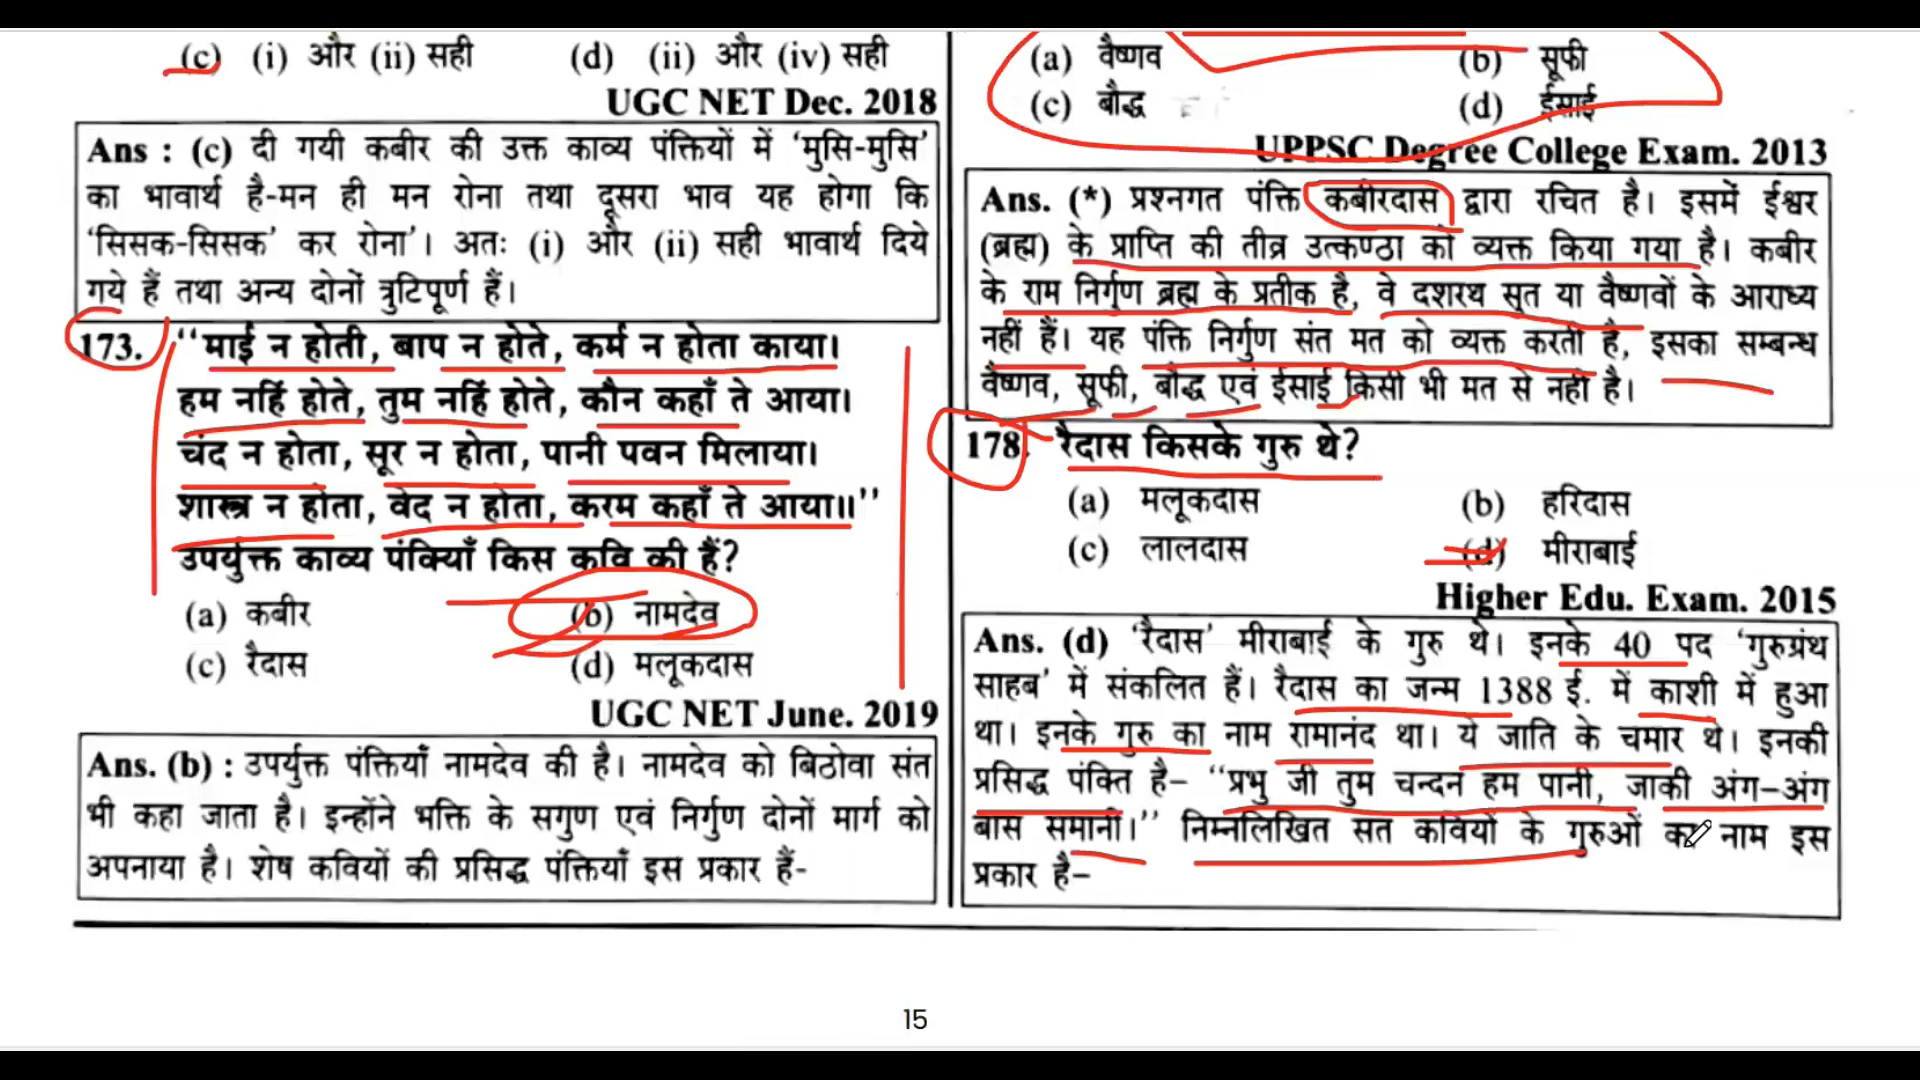 (c) (i) और (ii) सही (d) (ii) और (iv) सही
UGC NET Dec. 2018
Ans : (c) दी गयी कबीर की उक्त काव्य पंक्तियों में ‘मुसि-मुसि’
का भावार्थ है-मन ही मन रोना तथा दूसरा भाव यह होगा कि
‘सिसक-सिसक’ कर रोना’। अतः (i) और (ii) सही भावार्थ दिये
गये हैं तथा अन्य दोनों त्रुटिपूर्ण हैं।
173. ‘‘माई न होती, बाप न होते, कर्म न होता काया।
हम नहिं होते, तुम नहिं होते, कौन कहाँ ते आया।
चंद न होता, सूर न होता, पानी पवन मिलाया।
शास्त्र न होता, वेद न होता, करम कहाँ ते आया॥’’
उपर्युक्त काव्य पंक्यिाँ किस कवि की हैं?
(a) कबीर (b) नामदेव
(c) रैदास (d) मलूकदास
UGC NET June. 2019
Ans. (b) : उपर्युक्त पंक्तियाँ नामदेव की है। नामदेव को बिठोवा संत
भी कहा जाता है। इन्होंने भक्ति के सगुण एवं निर्गुण दोनों मार्ग को
अपनाया है। शेष कवियों की प्रसिद्ध पंक्तियाँ इस प्रकार हैं-
(a) वैष्णव (b) सूफी
(c) बौद्ध (d) ईसाई
UPPSC Degree College Exam. 2013
Ans. (*) प्रश्नगत पंक्ति कबीरदास द्वारा रचित है। इसमें ईश्वर
(ब्रह्म) के प्राप्ति की तीव्र उत्कण्ठा को व्यक्त किया गया है। कबीर
के राम निर्गुण ब्रह्म के प्रतीक है, वे दशरथ सुत या वैष्णवों के आराध्य
नहीं हैं। यह पंक्ति निर्गुण संत मत को व्यक्त करती है, इसका सम्बन्ध
वैष्णव, सूफी, बौद्ध एवं ईसाई किसी भी मत से नहीं है।
178. रैदास किसके गुरु थे?
(a) मलूकदास (b) हरिदास
(c) लालदास (d) मीराबाई
Higher Edu. Exam. 2015
Ans. (d) ‘रैदास’ मीराबाई के गुरु थे। इनके 40 पद ‘गुरुग्रंथ
साहब’ में संकलित हैं। रैदास का जन्म 1388 ई. में काशी में हुआ
था। इनके गुरु का नाम रामानंद था। ये जाति के चमार थे। इनकी
प्रसिद्ध पंक्ति है– ‘‘प्रभु जी तुम चन्दन हम पानी, जाकी अंग–अंग
बास समानी।’’ निम्नलिखित सत कवियों के गुरुओं का नाम इस
प्रकार है–
15